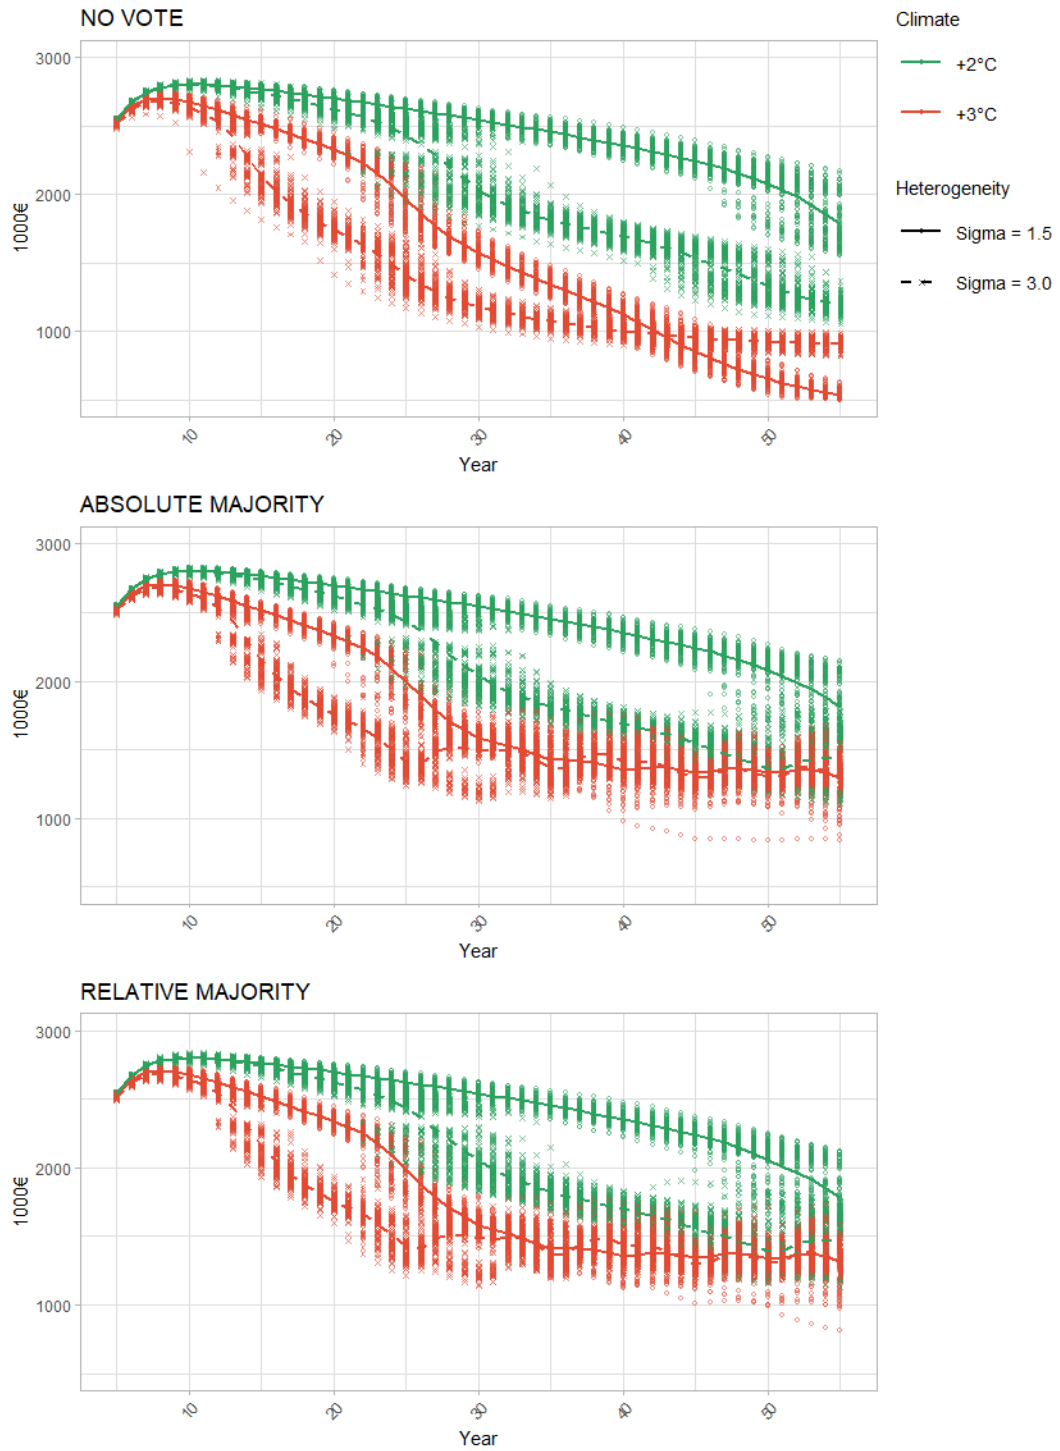 NO VOTE
3000
2000
1000
1000€
10
20
30
40
50
Year
Climate
+2°C
+3°C
Heterogeneity
Sigma = 1.5
Sigma = 3.0
ABSOLUTE MAJORITY
3000
2000
1000
1000€
10
20
30
40
50
Year
RELATIVE MAJORITY
3000
2000
1000
1000€
10
20
30
40
50
Year